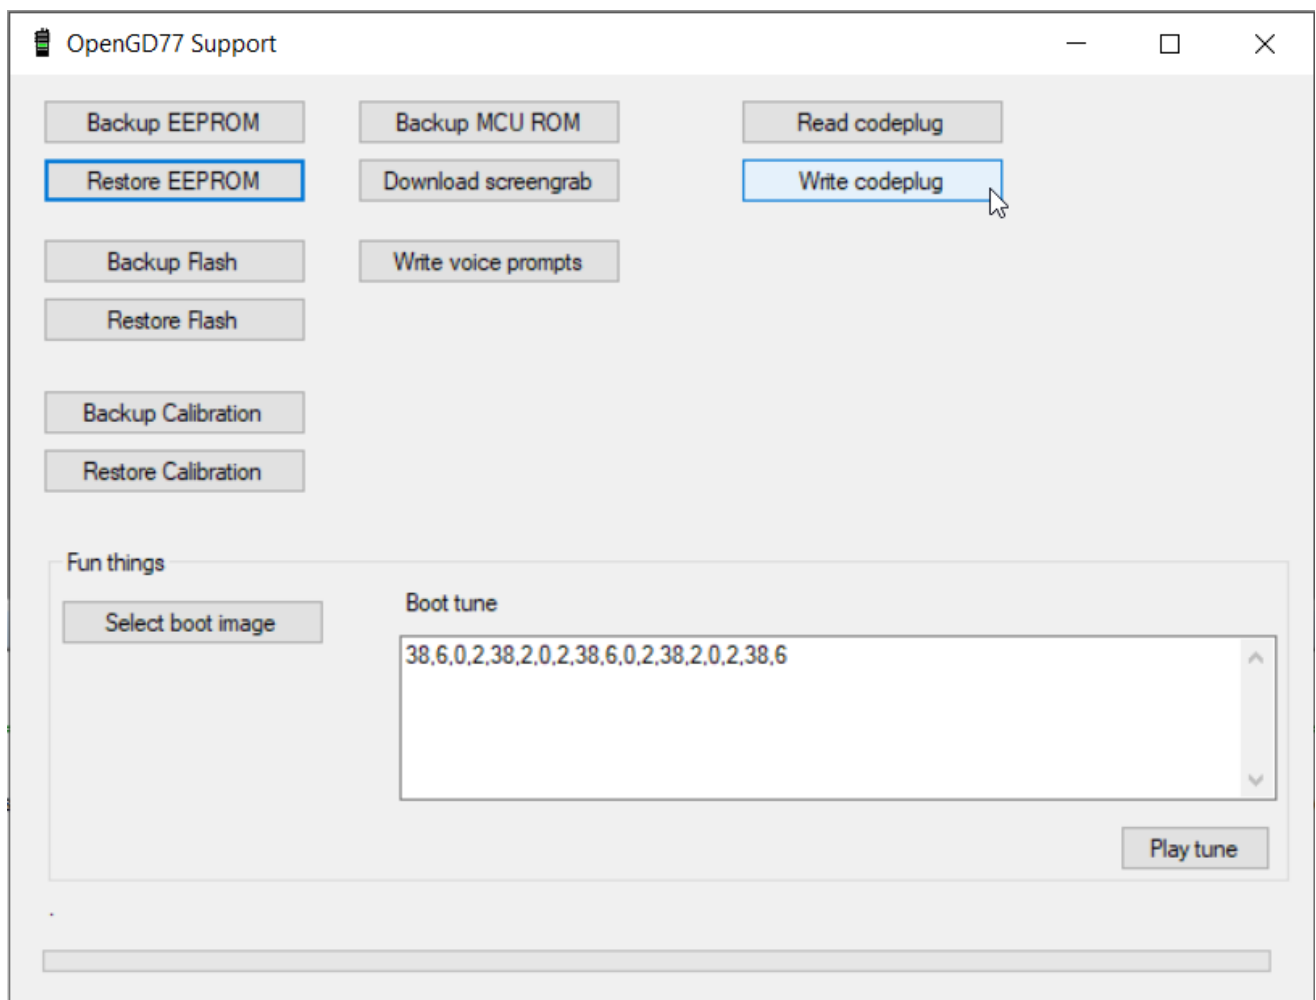 OpenGD77 Support
Backup EEPROM
Backup MCU ROM
Read codeplug
Restore EEPROM
Download screengrab
Write codeplug
Backup Flash
Write voice prompts
Restore Flash
Backup Calibration
Restore Calibration
Fun things
Select boot image
Boot tune
38,6,0,2,38,2,0,2,38,6,0,2,38,2,0,2,38,6
Play tune
.